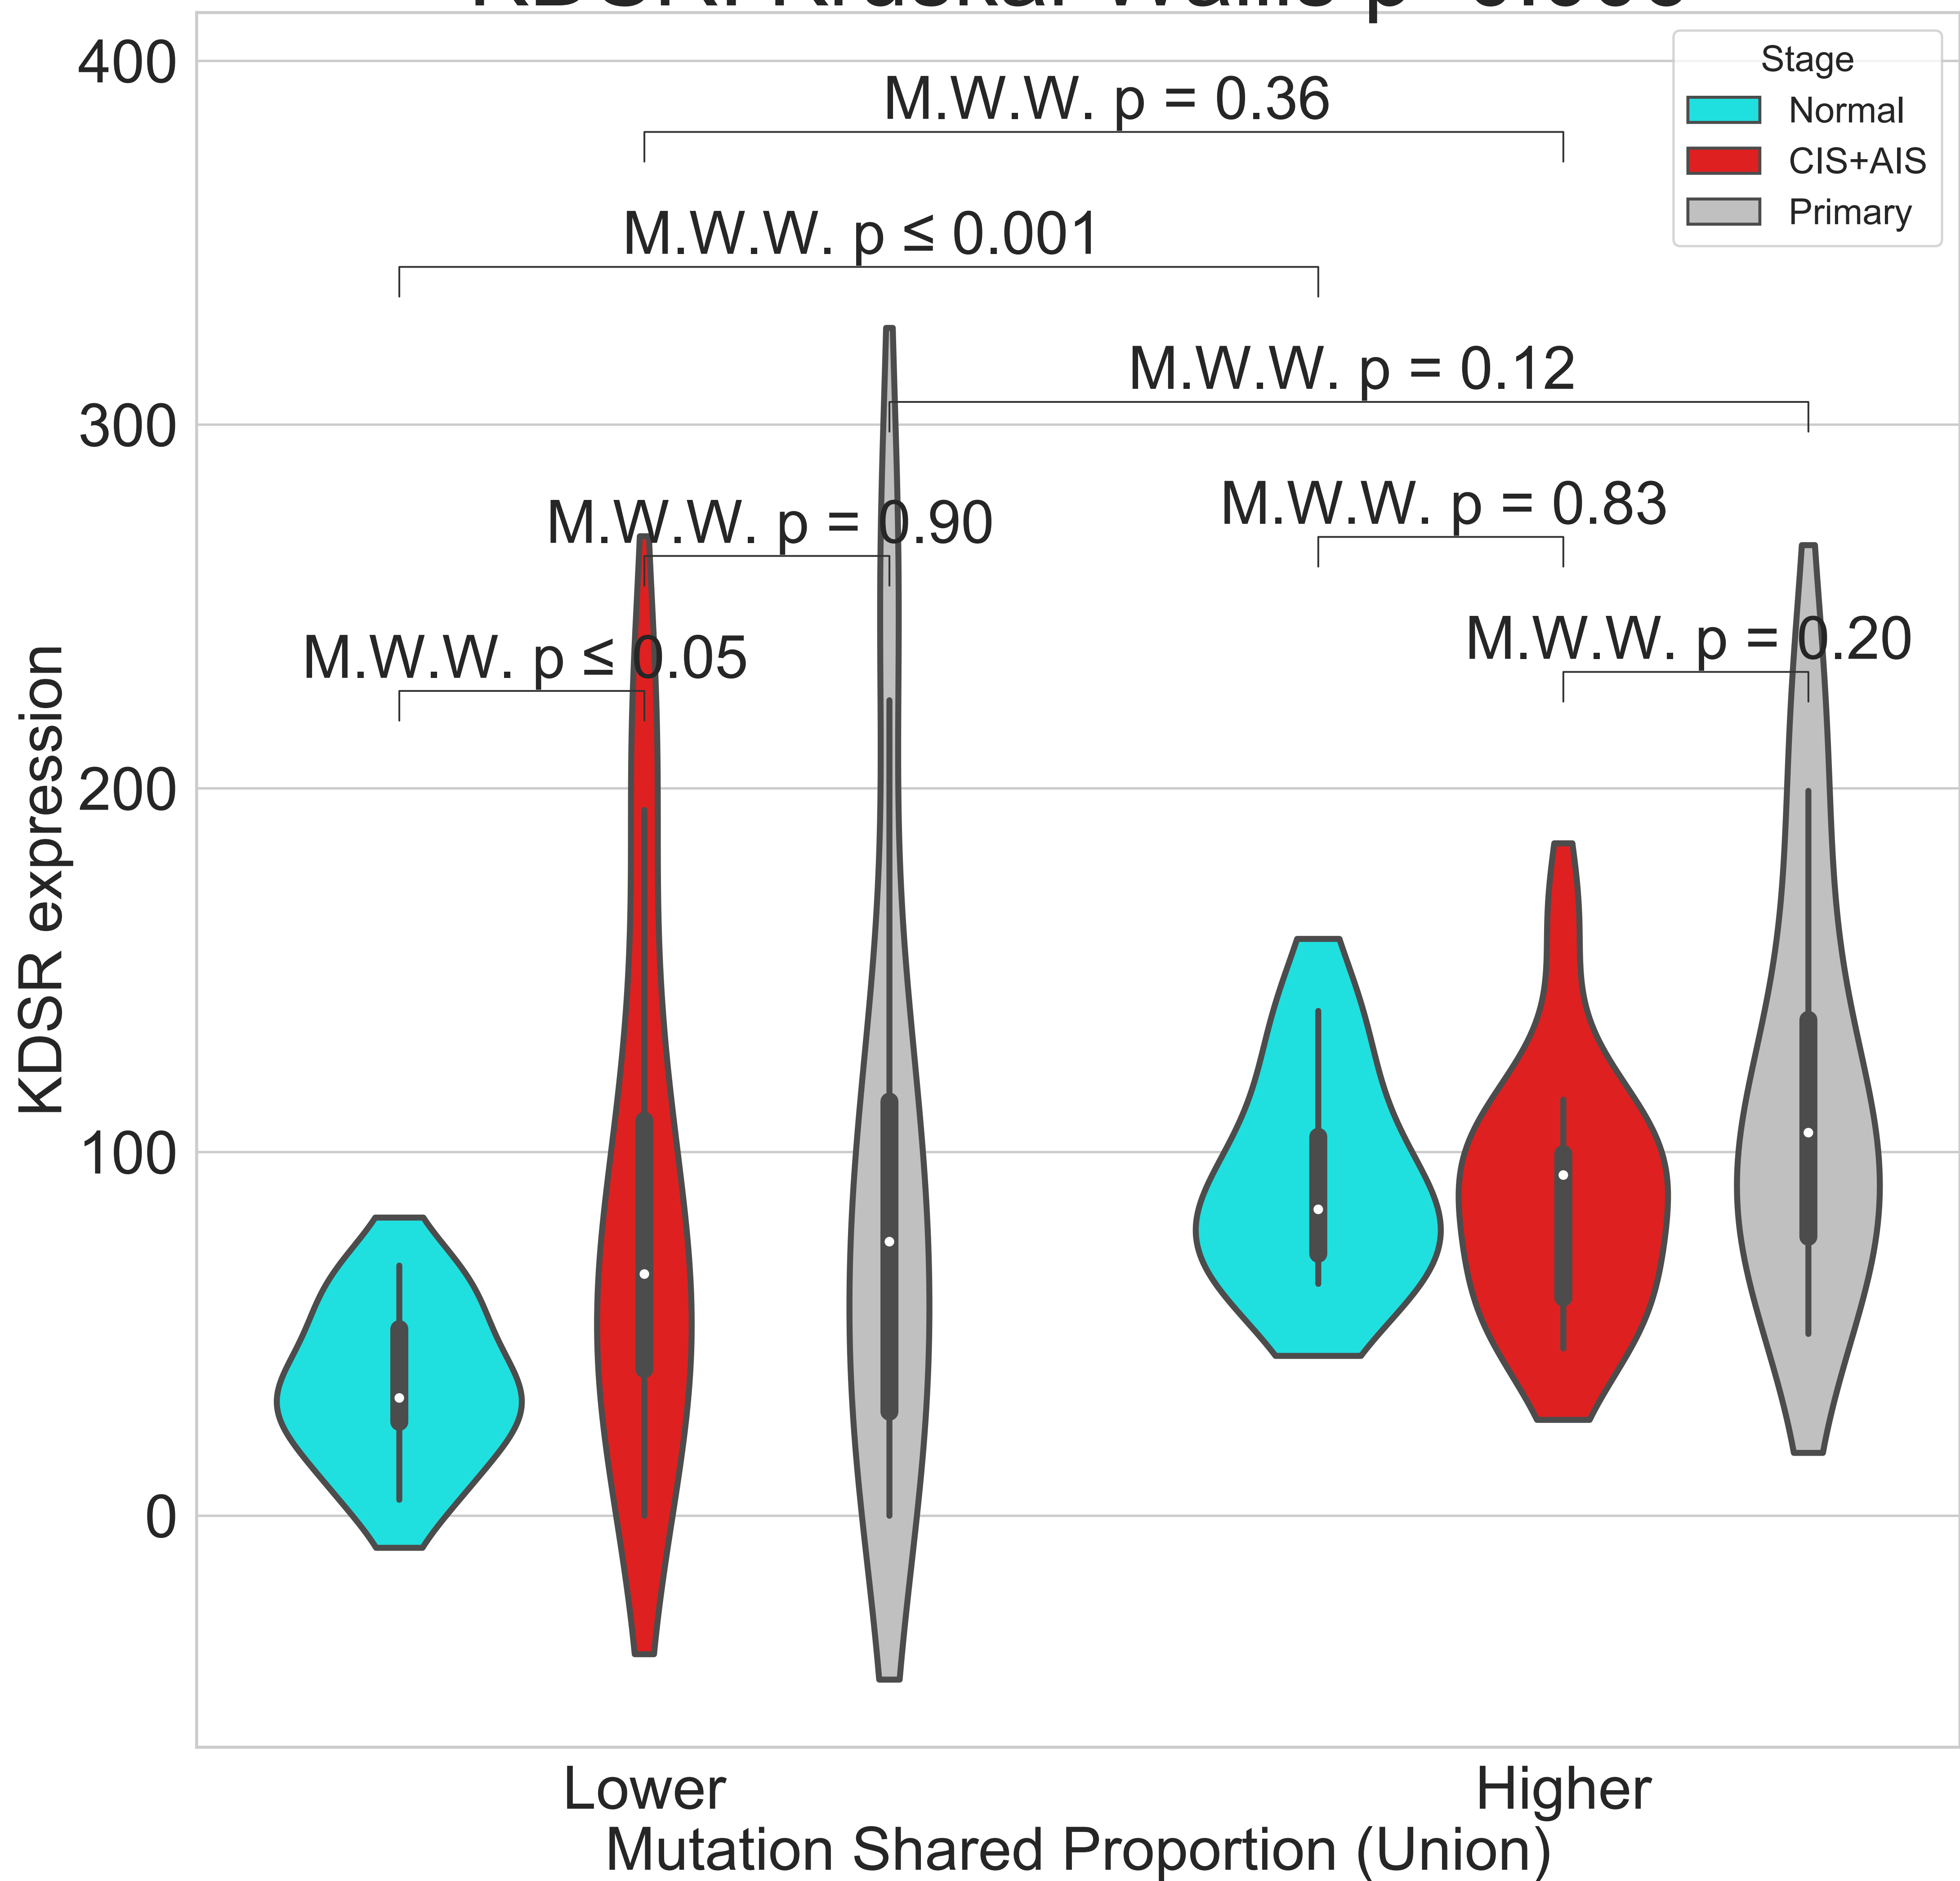 400
M.W.W. p = 0.36
Stage
Normal
CIS+AIS
Primary
M.W.W. p ≤ 0.001
M.W.W. p = 0.12
300
M.W.W. p = 0.90
M.W.W. p = 0.83
M.W.W. p ≤ 0.05
M.W.W. p = 0.20
KDSR expression
200
100
0
Lower
Higher
Mutation Shared Proportion (Union)